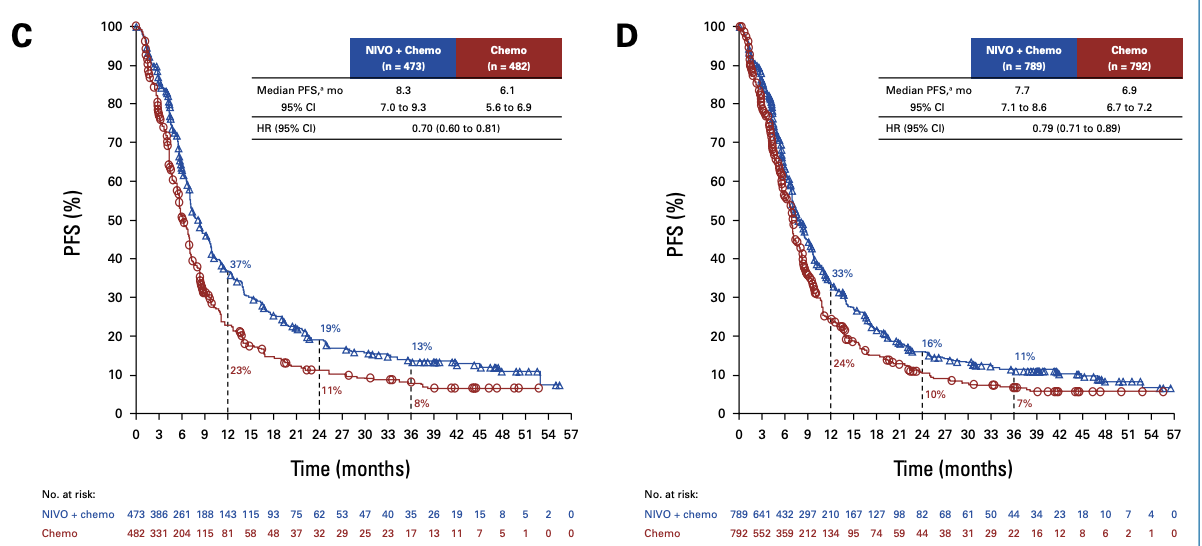 C
NIVO + Chemo
(n = 473)
Chemo
(n = 482)
Median PFS,ᵃ mo 8.3 6.1
95% CI 7.0 to 9.3 5.6 to 6.9
HR (95% CI) 0.70 (0.60 to 0.81)
PFS (%)
100
90
80
70
60
50
40
30
20
10
0
37%
19%
13%
23%
11%
8%
0 3 6 9 12 15 18 21 24 27 30 33 36 39 42 45 48 51 54 57
Time (months)
No. at risk:
NIVO + chemo 473 386 261 188 143 115 93 75 62 53 47 40 35 26 19 15 8 5 2 0
Chemo 482 331 204 115 81 58 48 37 32 29 25 23 17 13 11 7 5 1 0 0
D
NIVO + Chemo
(n = 789)
Chemo
(n = 792)
Median PFS,ᵃ mo 7.7 6.9
95% CI 7.1 to 8.6 6.7 to 7.2
HR (95% CI) 0.79 (0.71 to 0.89)
PFS (%)
100
90
80
70
60
50
40
30
20
10
0
33%
16%
11%
24%
10%
7%
0 3 6 9 12 15 18 21 24 27 30 33 36 39 42 45 48 51 54 57
Time (months)
No. at risk:
NIVO + chemo 789 641 432 297 210 167 127 98 82 68 61 50 44 34 23 18 10 7 4 0
Chemo 792 552 359 212 134 95 74 59 44 38 31 29 22 16 12 8 6 2 1 0